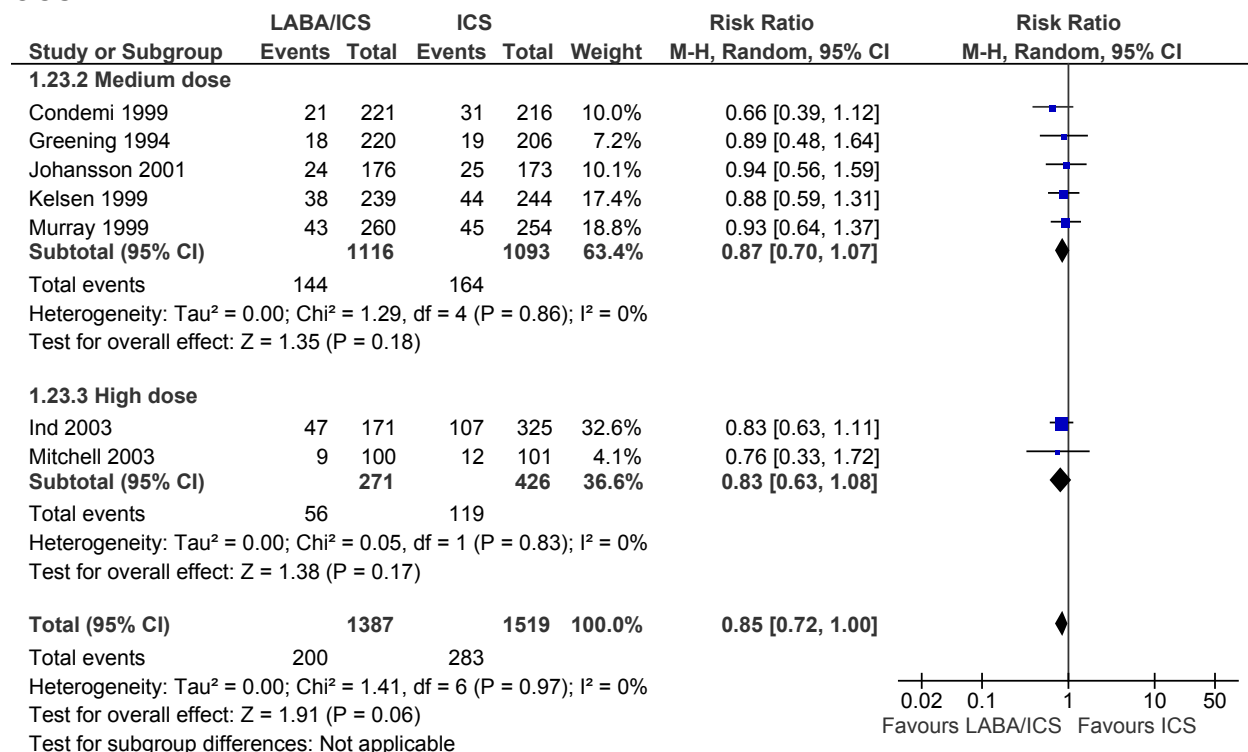 LABA/ICS ICS Risk Ratio Risk Ratio
Study or Subgroup Events Total Events Total Weight M-H, Random, 95% CI M-H, Random, 95% CI
1.23.2 Medium dose
Condemi 1999 21 221 31 216 10.0% 0.66 [0.39, 1.12]
Greening 1994 18 220 19 206 7.2% 0.89 [0.48, 1.64]
Johansson 2001 24 176 25 173 10.1% 0.94 [0.56, 1.59]
Kelsen 1999 38 239 44 244 17.4% 0.88 [0.59, 1.31]
Murray 1999 43 260 45 254 18.8% 0.93 [0.64, 1.37]
Subtotal (95% CI) 1116 1093 63.4% 0.87 [0.70, 1.07]
Total events 144 164
Heterogeneity: Tau² = 0.00; Chi² = 1.29, df = 4 (P = 0.86); I² = 0%
Test for overall effect: Z = 1.35 (P = 0.18)
1.23.3 High dose
Ind 2003 47 171 107 325 32.6% 0.83 [0.63, 1.11]
Mitchell 2003 9 100 12 101 4.1% 0.76 [0.33, 1.72]
Subtotal (95% CI) 271 426 36.6% 0.83 [0.63, 1.08]
Total events 56 119
Heterogeneity: Tau² = 0.00; Chi² = 0.05, df = 1 (P = 0.83); I² = 0%
Test for overall effect: Z = 1.38 (P = 0.17)
Total (95% CI) 1387 1519 100.0% 0.85 [0.72, 1.00]
Total events 200 283
Heterogeneity: Tau² = 0.00; Chi² = 1.41, df = 6 (P = 0.97); I² = 0%
Test for overall effect: Z = 1.91 (P = 0.06)
Test for subgroup differences: Not applicable
0.02 0.1 1 10 50
Favours LABA/ICS Favours ICS